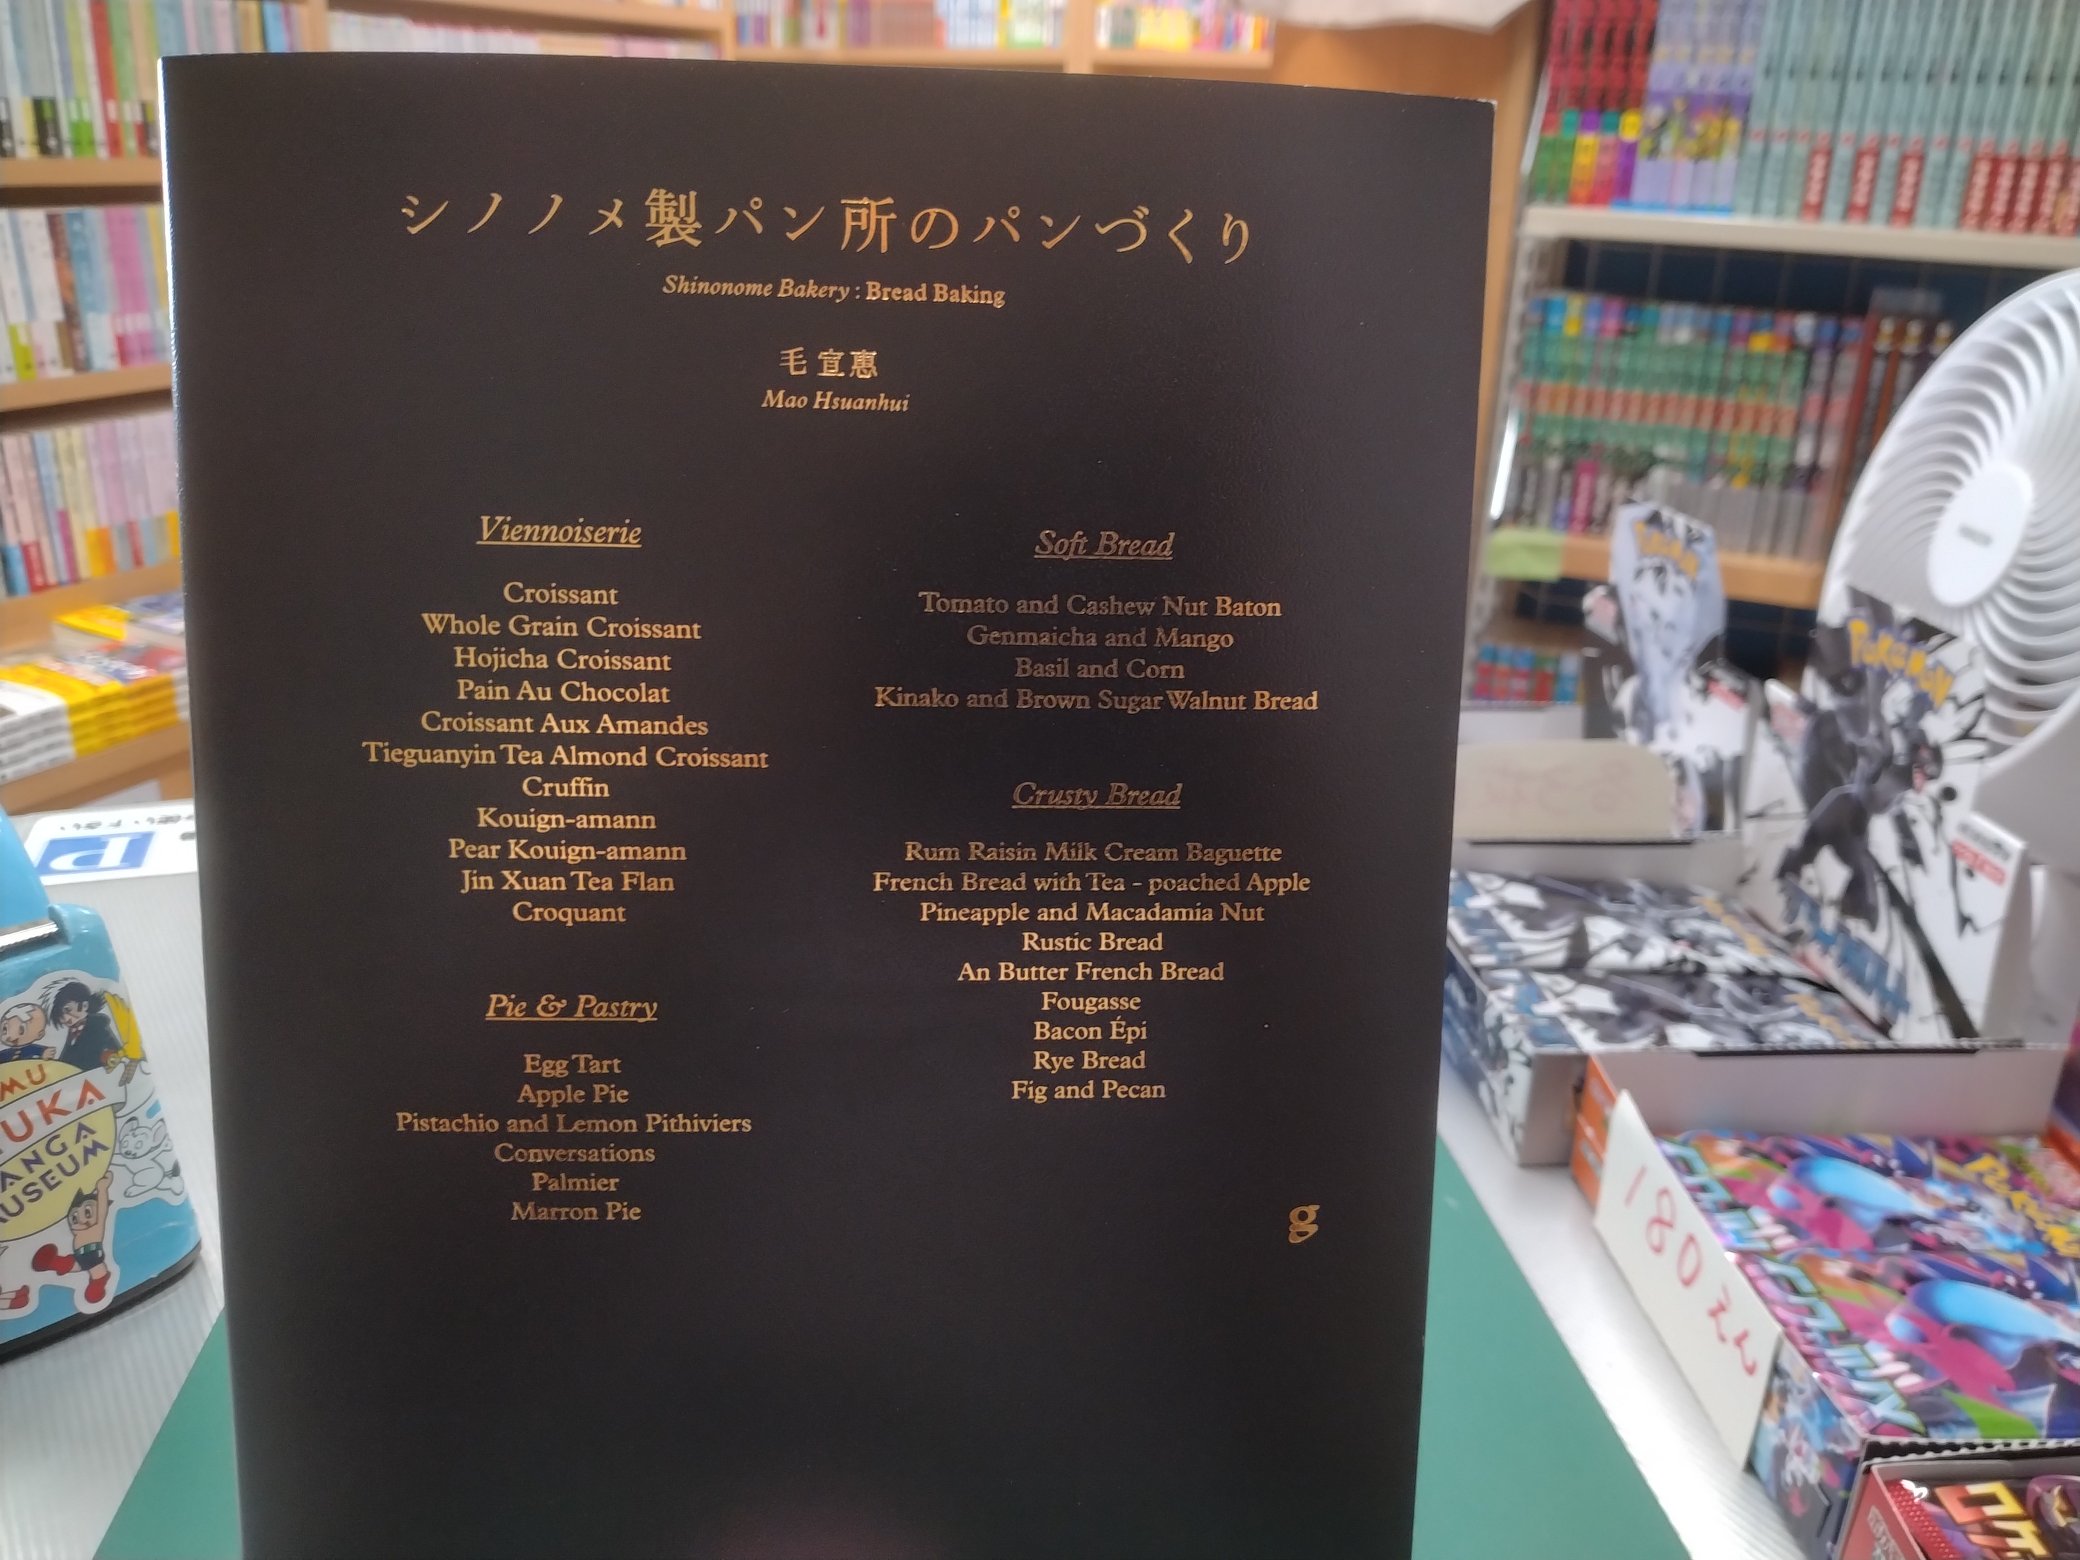 シノノメ製パン所のパンづくり
Shinonome Bakery : Bread Baking
毛 宣惠
Mao Hsuanhui
Viennoiserie
Croissant
Whole Grain Croissant
Hojicha Croissant
Pain Au Chocolat
Croissant Aux Amandes
Tieguanyin Tea Almond Croissant
Cruffin
Kouign-amann
Pear Kouign-amann
Jin Xuan Tea Flan
Croquant
Pie & Pastry
Egg Tart
Apple Pie
Pistachio and Lemon Pithiviers
Conversations
Palmier
Marron Pie
Soft Bread
Tomato and Cashew Nut Baton
Genmaicha and Mango
Basil and Corn
Kinako and Brown Sugar Walnut Bread
Crusty Bread
Rum Raisin Milk Cream Baguette
French Bread with Tea - poached Apple
Pineapple and Macadamia Nut
Rustic Bread
An Butter French Bread
Fougasse
Bacon Épi
Rye Bread
Fig and Pecan
g
MU
UKA
ANGA
USEUM
P
POKÉMON
180えん